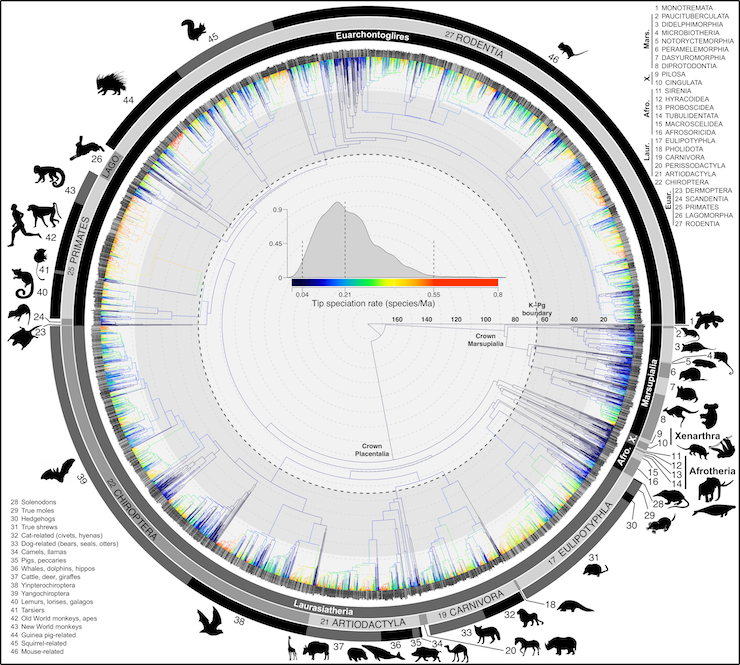 1 MONOTREMATA
2 PAUCITUBERCULATA
3 DIDELPHIMORPHIA
4 MICROBIOTHERIA
5 NOTORYCTEMORPHIA
6 PERAMELEMORPHIA
7 DASYUROMORPHIA
8 DIPROTODONTIA
9 PILOSA
10 CINGULATA
11 SIRENIA
12 HYRACOIDEA
13 PROBOSCIDEA
14 TUBULIDENTATA
15 MACROSCELIDEA
16 AFROSORICIDA
17 EULIPOTYPHLA
18 PHOLIDOTA
19 CARNIVORA
20 PERISSODACTYLA
21 ARTIODACTYLA
22 CHIROPTERA
23 DERMOPTERA
24 SCANDENTIA
25 PRIMATES
26 LAGOMORPHA
27 RODENTIA
Mars.
X.
Afro.
Laur.
Euar.
Euarchontoglires
27 RODENTIA
45
46
44
26
LAGO.
43
42
41
40
24
23
25 PRIMATES
0.9
0.45
0
0.04
0.21
0.55
0.8
Tip speciation rate (species/Ma)
K-Pg
boundary
160
140
120
100
80
60
40
20
Crown
Marsupialia
Crown
Placentalia
1
2
3
4
5
6
7
8
9
10
Marsupialia
Xenarthra
X.
Afro.
11
12
13
14
15
16
Afrotheria
28
29
30
17 EULIPOTYPHLA
31
18
19 CARNIVORA
32
33
20
34
35
36
37
21 ARTIODACTYLA
Laurasiatheria
38
22 CHIROPTERA
39
28 Solenodons
29 True moles
30 Hedgehogs
31 True shrews
32 Cat-related (civets, hyenas)
33 Dog-related (bears, seals, otters)
34 Camels, llamas
35 Pigs, peccaries
36 Whales, dolphins, hippos
37 Cattle, deer, giraffes
38 Yinpterochiroptera
39 Yangochiroptera
40 Lemurs, lorises, galagos
41 Tarsiers
42 Old World monkeys, apes
43 New World monkeys
44 Guinea pig-related
45 Squirrel-related
46 Mouse-related